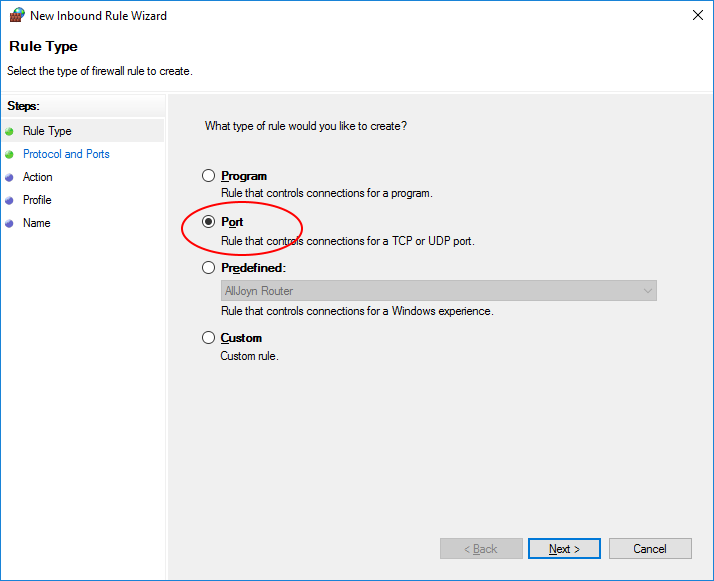 New Inbound Rule Wizard
Rule Type
Select the type of firewall rule to create.
Steps:
Rule Type
Protocol and Ports
Action
Profile
Name
What type of rule would you like to create?
Program
Rule that controls connections for a program.
Port
Rule that controls connections for a TCP or UDP port.
Predefined:
AllJoyn Router
Rule that controls connections for a Windows experience.
Custom
Custom rule.
< Back
Next >
Cancel